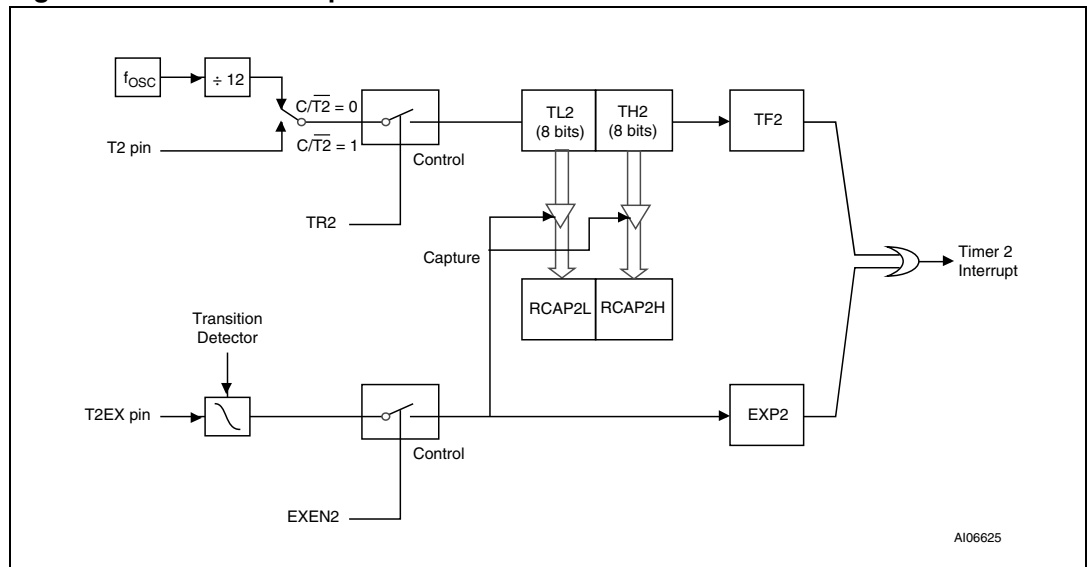 fOSC
÷ 12
C/T2 = 0
C/T2 = 1
T2 pin
Control
TR2
TL2
(8 bits)
TH2
(8 bits)
TF2
Capture
RCAP2L
RCAP2H
Timer 2
Interrupt
Transition
Detector
T2EX pin
Control
EXEN2
EXP2
AI06625